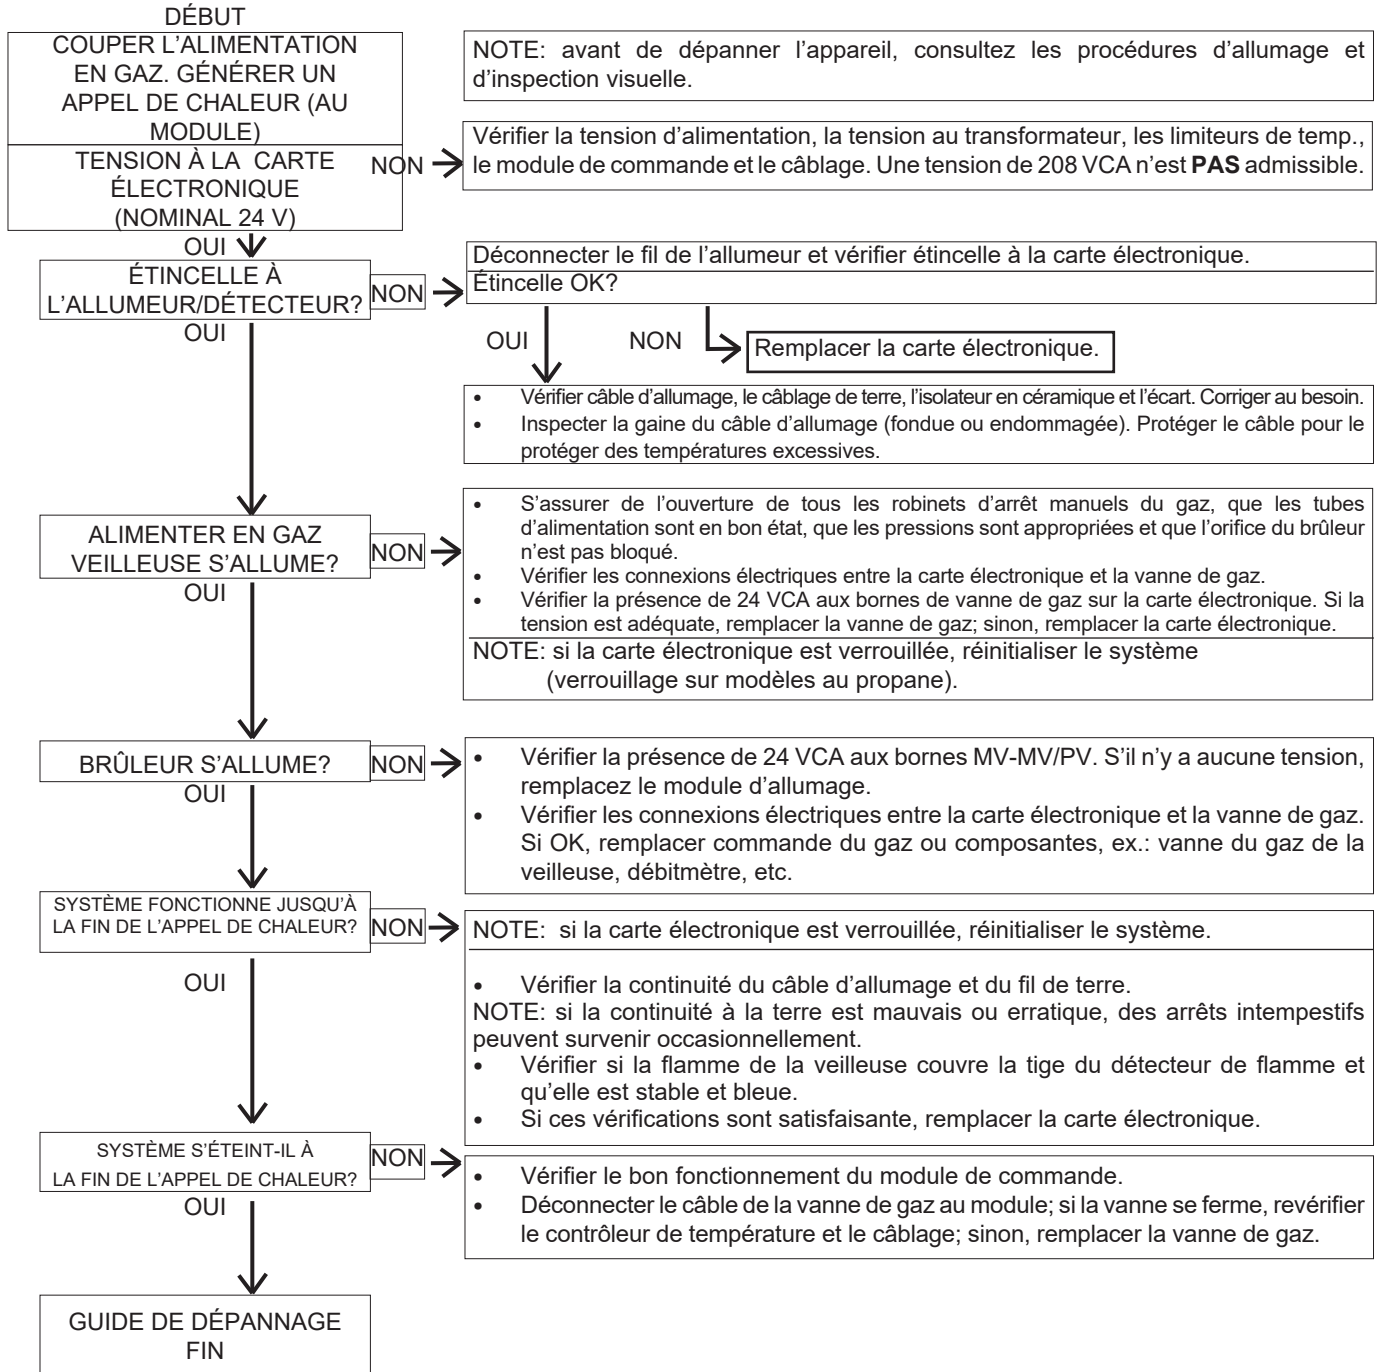 DÉBUT
COUPER L’ALIMENTATION
EN GAZ. GÉNÉRER UN
APPEL DE CHALEUR (AU
MODULE)
NOTE: avant de dépanner l’appareil, consultez les procédures d’allumage et
d’inspection visuelle.
TENSION À LA CARTE
ÉLECTRONIQUE
(NOMINAL 24 V)
NON
Vérifier la tension d’alimentation, la tension au transformateur, les limiteurs de temp.,
le module de commande et le câblage. Une tension de 208 VCA n’est PAS admissible.
OUI
ÉTINCELLE À
L’ALLUMEUR/DÉTECTEUR?
NON
Déconnecter le fil de l’allumeur et vérifier étincelle à la carte électronique.
Étincelle OK?
OUI
OUI
NON
Remplacer la carte électronique.
• Vérifier câble d’allumage, le câblage de terre, l’isolateur en céramique et l’écart. Corriger au besoin.
• Inspecter la gaine du câble d’allumage (fondue ou endommagée). Protéger le câble pour le
protéger des températures excessives.
ALIMENTER EN GAZ
VEILLEUSE S’ALLUME?
NON
• S’assurer de l’ouverture de tous les robinets d’arrêt manuels du gaz, que les tubes
d’alimentation sont en bon état, que les pressions sont appropriées et que l’orifice du brûleur
n’est pas bloqué.
• Vérifier les connexions électriques entre la carte électronique et la vanne de gaz.
• Vérifier la présence de 24 VCA aux bornes de vanne de gaz sur la carte électronique. Si la
tension est adéquate, remplacer la vanne de gaz; sinon, remplacer la carte électronique.
NOTE: si la carte électronique est verrouillée, réinitialiser le système
(verrouillage sur modèles au propane).
OUI
BRÛLEUR S’ALLUME?
NON
• Vérifier la présence de 24 VCA aux bornes MV-MV/PV. S’il n’y a aucune tension,
remplacez le module d’allumage.
• Vérifier les connexions électriques entre la carte électronique et la vanne de gaz.
Si OK, remplacer commande du gaz ou composantes, ex.: vanne du gaz de la
veilleuse, débitmètre, etc.
OUI
SYSTÈME FONCTIONNE JUSQU’À
LA FIN DE L’APPEL DE CHALEUR?
NON
NOTE: si la carte électronique est verrouillée, réinitialiser le système.
• Vérifier la continuité du câble d’allumage et du fil de terre.
NOTE: si la continuité à la terre est mauvais ou erratique, des arrêts intempestifs
peuvent survenir occasionnellement.
• Vérifier si la flamme de la veilleuse couvre la tige du détecteur de flamme et
qu’elle est stable et bleue.
• Si ces vérifications sont satisfaisante, remplacer la carte électronique.
OUI
SYSTÈME S’ÉTEINT-IL À
LA FIN DE L’APPEL DE CHALEUR?
NON
• Vérifier le bon fonctionnement du module de commande.
• Déconnecter le câble de la vanne de gaz au module; si la vanne se ferme, revérifier
le contrôleur de température et le câblage; sinon, remplacer la vanne de gaz.
OUI
GUIDE DE DÉPANNAGE
FIN